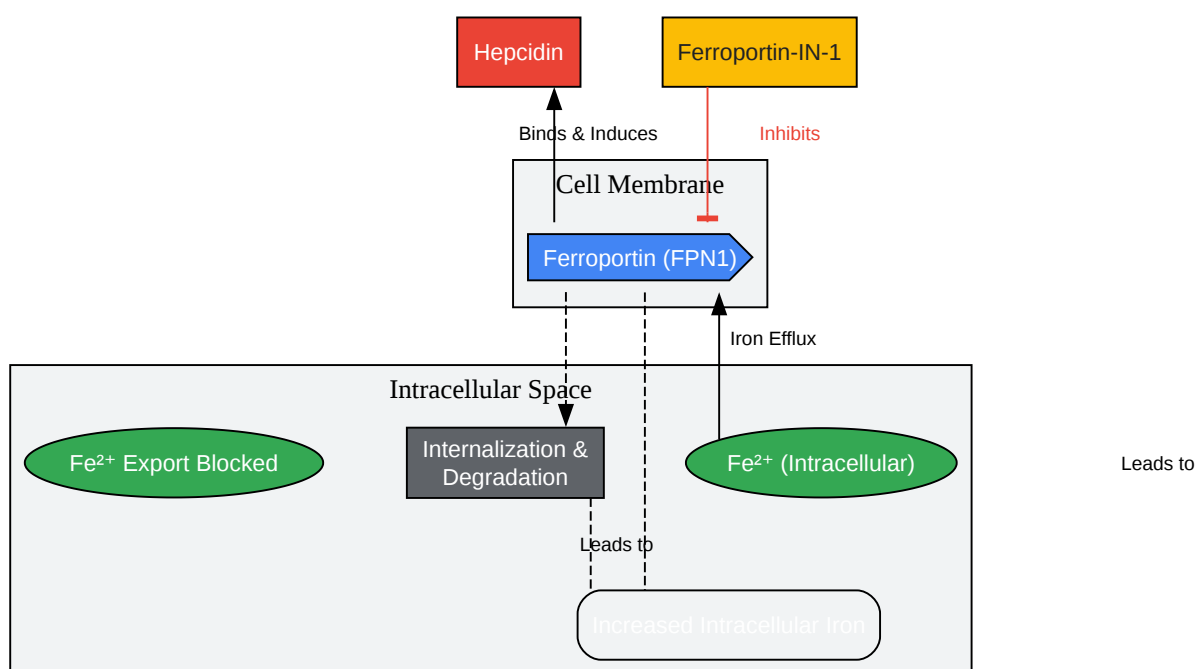 Hepcidin
Ferroportin-IN-1
Binds & Induces
Inhibits
Cell Membrane
Ferroportin (FPN1)
Iron Efflux
Intracellular Space
Fe²⁺ Export Blocked
Internalization &
Degradation
Fe²⁺ (Intracellular)
Leads to
Leads to
Increased Intracellular Iron